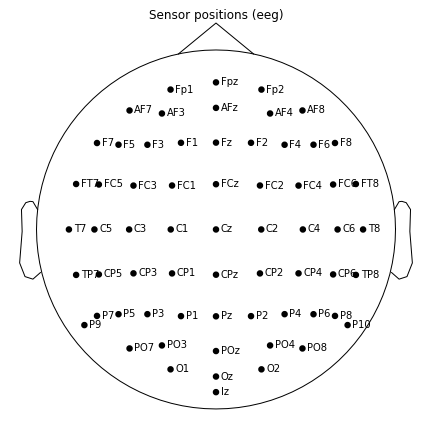 Sensor positions (eeg)
Fpz
Fp1 Fp2
AF7 AF3 AFz AF4 AF8
F7 F5 F3 F1 Fz F2 F4 F6 F8
FT7 FC5 FC3 FC1 FCz FC2 FC4 FC6 FT8
T7 C5 C3 C1 Cz C2 C4 C6 T8
TP7 CP5 CP3 CP1 CPz CP2 CP4 CP6 TP8
P7 P5 P3 P1 Pz P2 P4 P6 P8
P9 P10
PO7 PO3 POz PO4 PO8
O1 O2
Oz
Iz